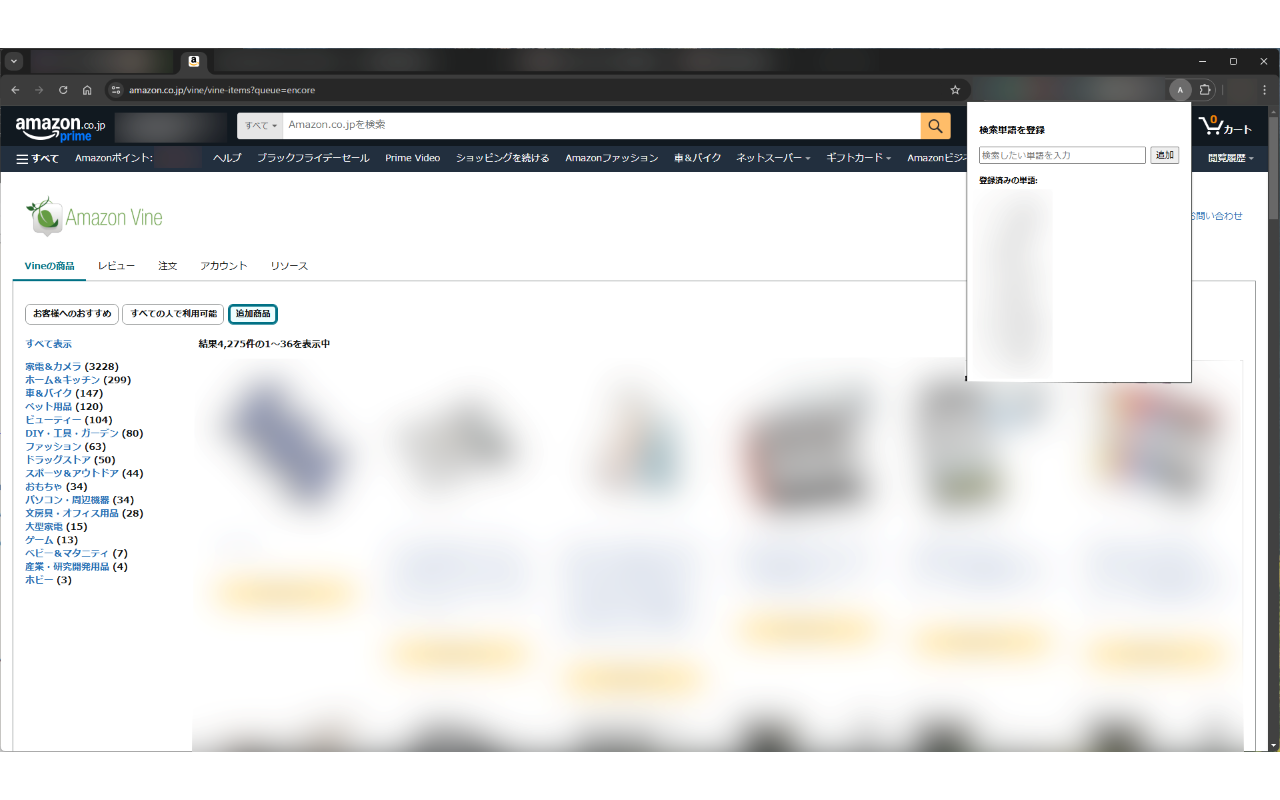 a
amazon.co.jp/vine/vine-items?queue=encore
A
amazon.co.jp
prime
すべて
Amazon.co.jpを検索
0
カート
すべて
Amazonポイント:
ヘルプ
ブラックフライデーセール
Prime Video
ショッピングを続ける
Amazonファッション
車＆バイク
ネットスーパー
ギフトカード
Amazonビジネ
閲覧履歴
検索単語を登録
検索したい単語を入力
追加
登録済みの単語:
Amazon Vine
お問い合わせ
Vineの商品
レビュー
注文
アカウント
リソース
お客様へのおすすめ
すべての人で利用可能
追加商品
すべて表示
結果4,275件の1～36を表示中
家電＆カメラ (3228)
ホーム＆キッチン (299)
車＆バイク (147)
ペット用品 (120)
ビューティー (104)
DIY・工具・ガーデン (80)
ファッション (63)
ドラッグストア (50)
スポーツ＆アウトドア (44)
おもちゃ (34)
パソコン・周辺機器 (34)
文房具・オフィス用品 (28)
大型家電 (15)
ゲーム (13)
ベビー＆マタニティ (7)
産業・研究開発用品 (4)
ホビー (3)